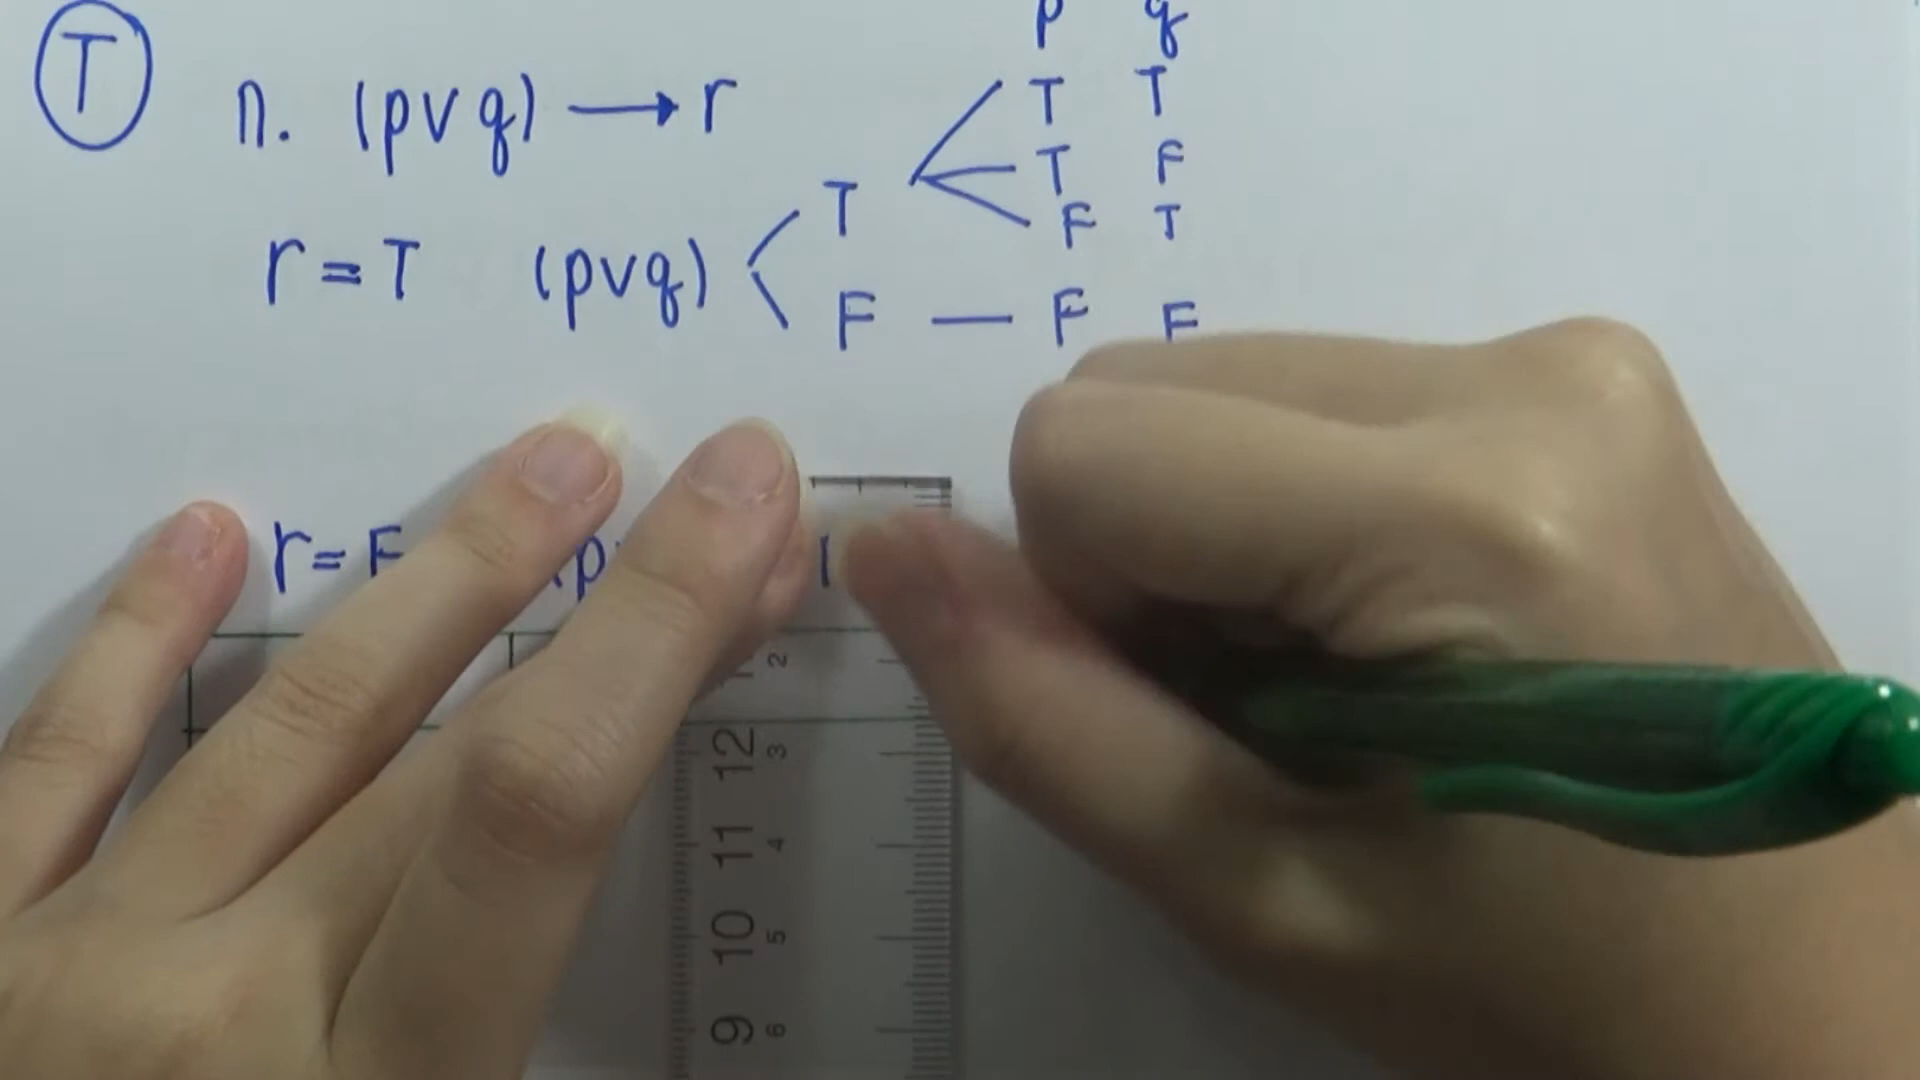 p q
T ก. (p∨q) → r
T T
T F
T
F T
r = T (p∨q)
F — F F
r = F (p
2
12 3
11 4
10 5
9 6